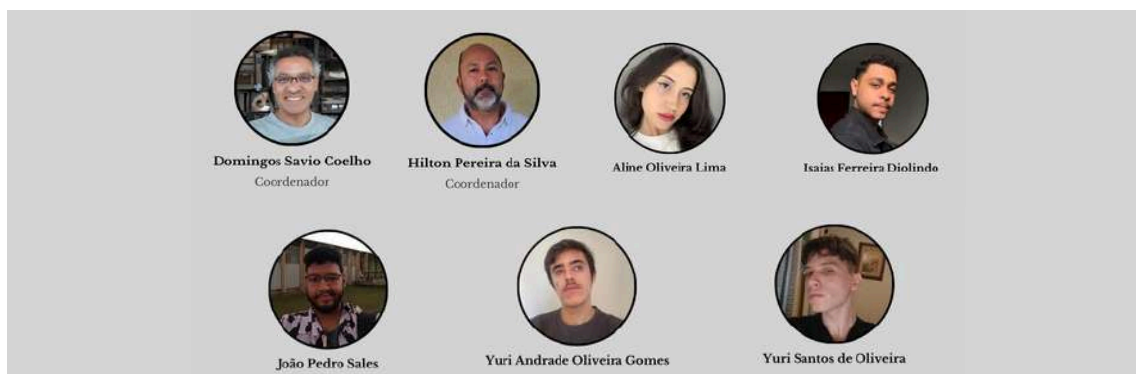 Domingos Savio Coelho
Coordenador
Hilton Pereira da Silva
Coordenador
Aline Oliveira Lima
Isaias Ferreira Diolindo
João Pedro Sales
Yuri Andrade Oliveira Gomes
Yuri Santos de Oliveira